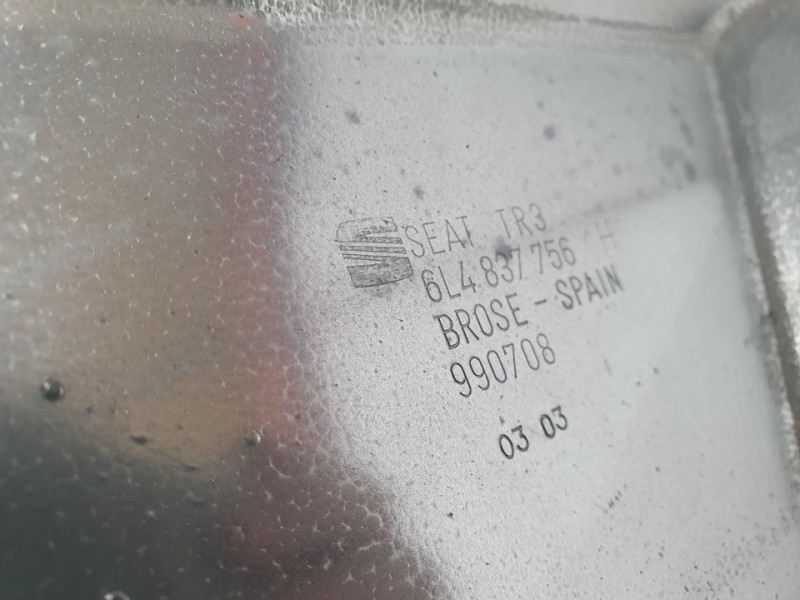 SEAT TR3
6L4 837 756 H
BROSE - SPAIN
990708
03 03